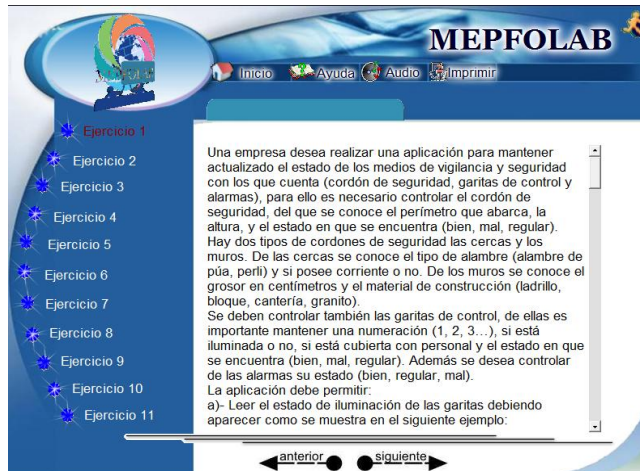 MEPFOLAB
Inicio Ayuda Audio Imprimir
Ejercicio 1
Ejercicio 2
Ejercicio 3
Ejercicio 4
Ejercicio 5
Ejercicio 6
Ejercicio 7
Ejercicio 8
Ejercicio 9
Ejercicio 10
Ejercicio 11
Una empresa desea realizar una aplicación para mantener
actualizado el estado de los medios de vigilancia y seguridad
con los que cuenta (cordón de seguridad, garitas de control y
alarmas), para ello es necesario controlar el cordón de
seguridad, del que se conoce el perímetro que abarca, la
altura, y el estado en que se encuentra (bien, mal, regular).
Hay dos tipos de cordones de seguridad las cercas y los
muros. De las cercas se conoce el tipo de alambre (alambre de
púa, perli) y si posee corriente o no. De los muros se conoce el
grosor en centímetros y el material de construcción (ladrillo,
bloque, cantería, granito).
Se deben controlar también las garitas de control, de ellas es
importante mantener una numeración (1, 2, 3…), si está
iluminada o no, si está cubierta con personal y el estado en que
se encuentra (bien, mal, regular). Además se desea controlar
de las alarmas su estado (bien, regular, mal).
La aplicación debe permitir:
a)- Leer el estado de iluminación de las garitas debiendo
aparecer como se muestra en el siguiente ejemplo:
anterior siguiente